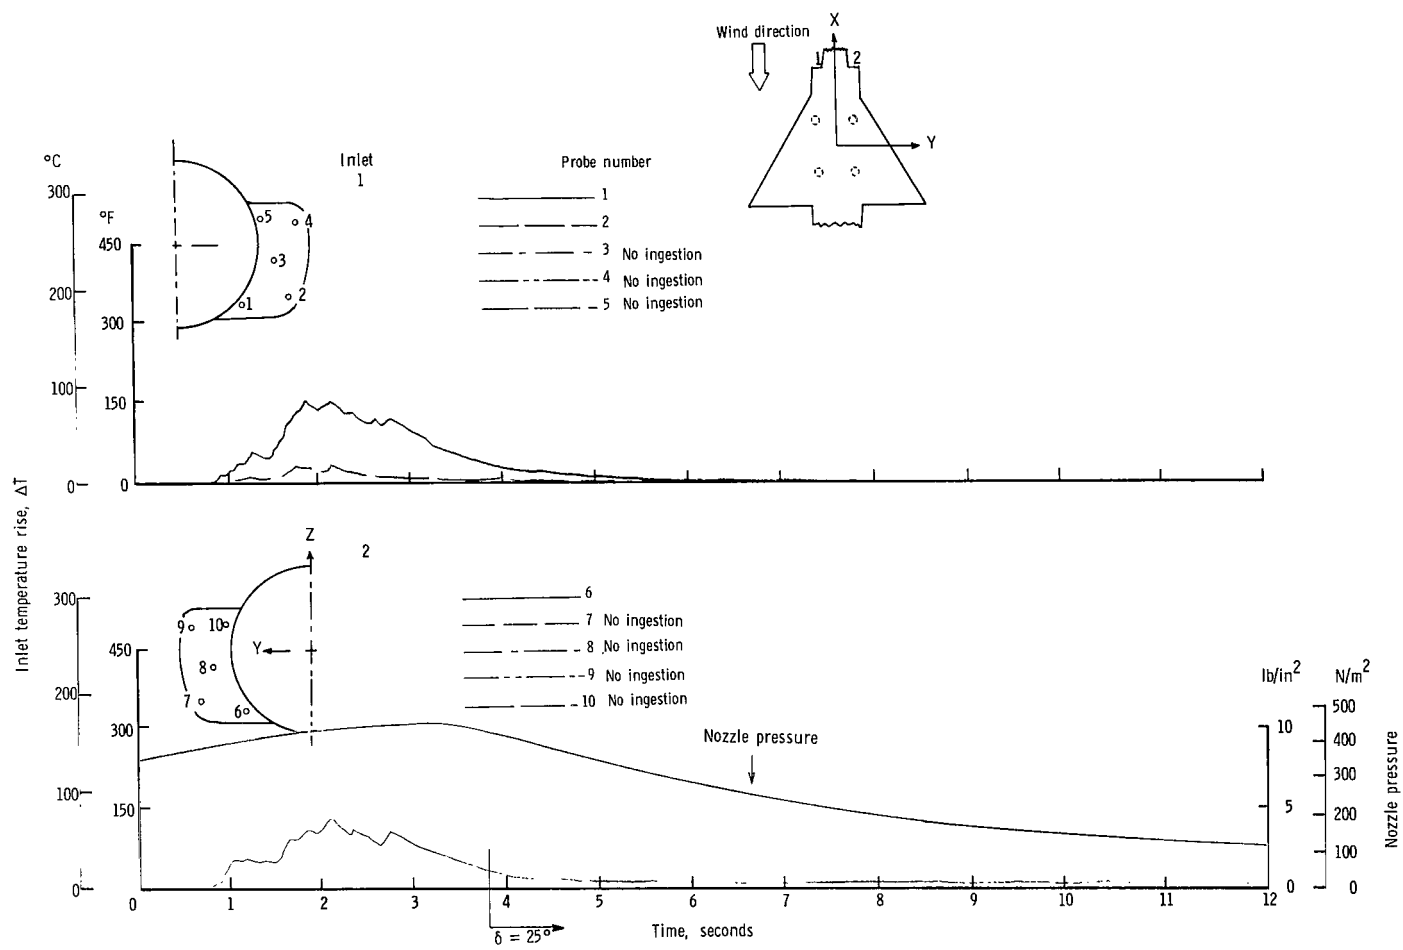 Wind direction
X
1 2
Y
°C
Inlet
1
Probe number
300
°F
450
200
300
100
150
0
0
5
4
3
1
2
1
2
3 No ingestion
4 No ingestion
5 No ingestion
Inlet temperature rise, ΔT
Z
2
300
450
200
300
100
150
0
0
9
10
Y
8
7
6
6
7 No ingestion
8 No ingestion
9 No ingestion
10 No ingestion
Nozzle pressure
lb/in²
N/m²
10
5
0
500
400
300
200
100
0
Nozzle pressure
12
1 2 3 4 5 6 7 8 9 10 11 12
δ = 25°
Time, seconds